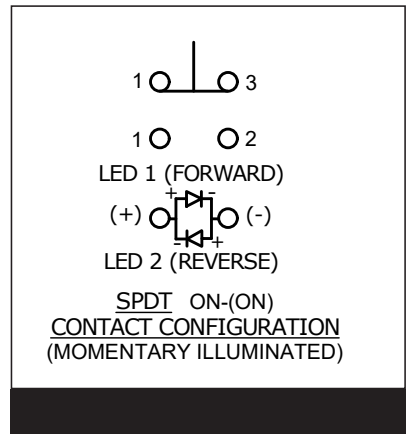 1 3
1 2
LED 1 (FORWARD)
+ -
(+) (-)
- +
LED 2 (REVERSE)
SPDT ON-(ON)
CONTACT CONFIGURATION
(MOMENTARY ILLUMINATED)